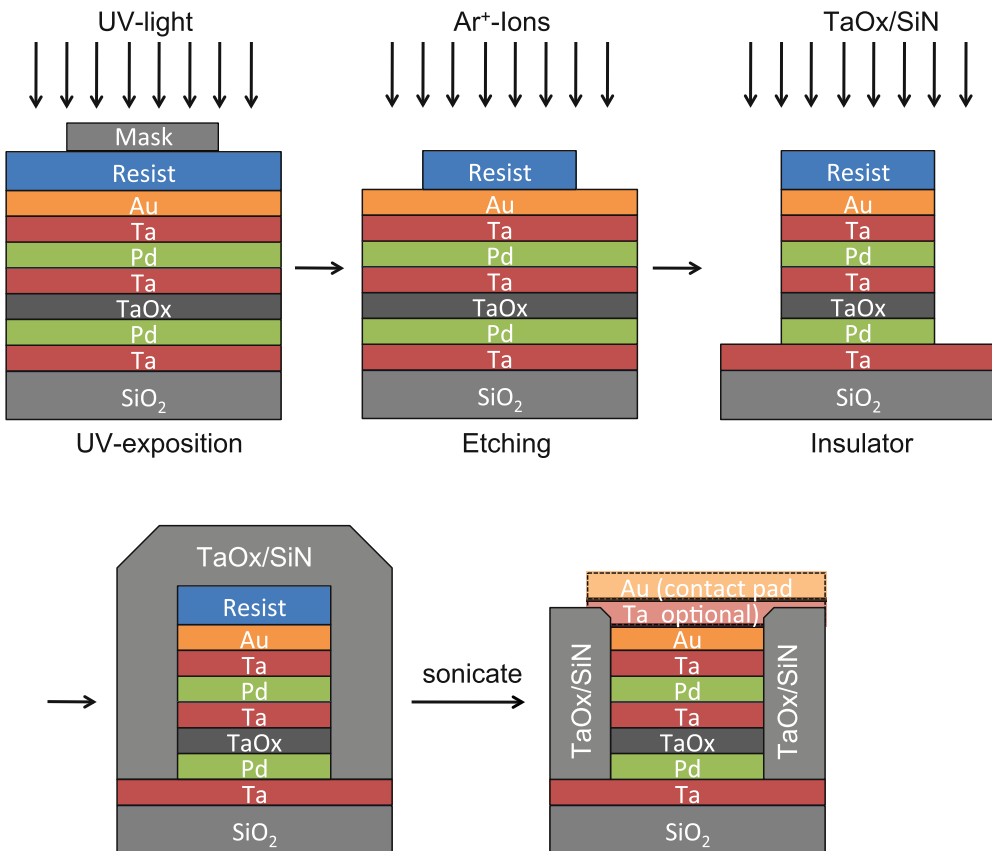 UV-light
Mask
Resist
Au
Ta
Pd
Ta
TaOx
Pd
Ta
SiO₂
UV-exposition
Ar⁺-Ions
Resist
Au
Ta
Pd
Ta
TaOx
Pd
Ta
SiO₂
Etching
TaOx/SiN
Resist
Au
Ta
Pd
Ta
TaOx
Pd
Ta
SiO₂
Insulator
TaOx/SiN
Resist
Au
Ta
Pd
Ta
TaOx
Pd
Ta
SiO₂
sonicate
Au (contact pad
Ta optional)
TaOx/SiN
Au
Ta
Pd
Ta
TaOx
Pd
TaOx/SiN
Ta
SiO₂